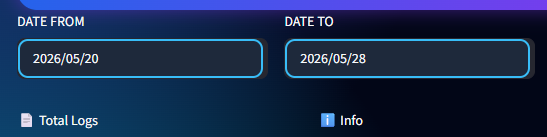 DATE FROM DATE TO
2026/05/20 2026/05/28
Total Logs Info